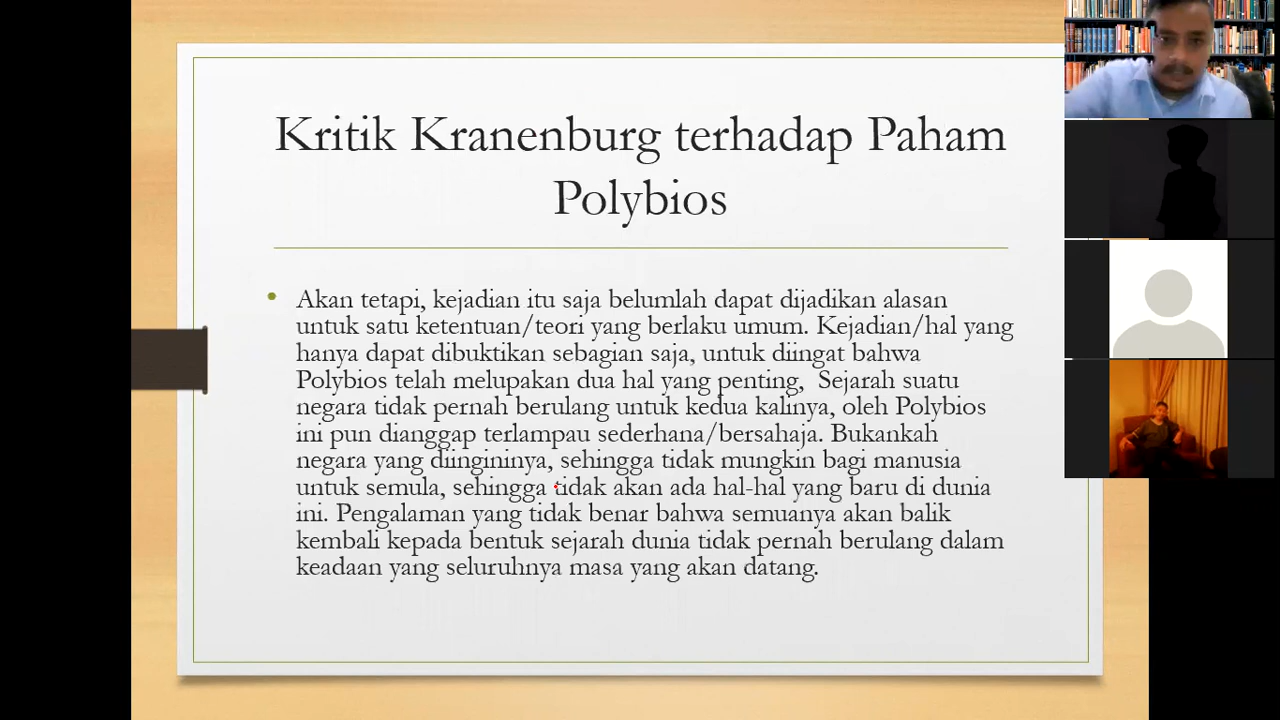 Kritik Kranenburg terhadap Paham
Polybios
• Akan tetapi, kejadian itu saja belumlah dapat dijadikan alasan
untuk satu ketentuan/teori yang berlaku umum. Kejadian/hal yang
hanya dapat dibuktikan sebagian saja, untuk diingat bahwa
Polybios telah melupakan dua hal yang penting,  Sejarah suatu
negara tidak pernah berulang untuk kedua kalinya, oleh Polybios
ini pun dianggap terlampau sederhana/bersahaja. Bukankah
negara yang diingininya, sehingga tidak mungkin bagi manusia
untuk semula, sehingga tidak akan ada hal-hal yang baru di dunia
ini. Pengalaman yang tidak benar bahwa semuanya akan balik
kembali kepada bentuk sejarah dunia tidak pernah berulang dalam
keadaan yang seluruhnya masa yang akan datang.